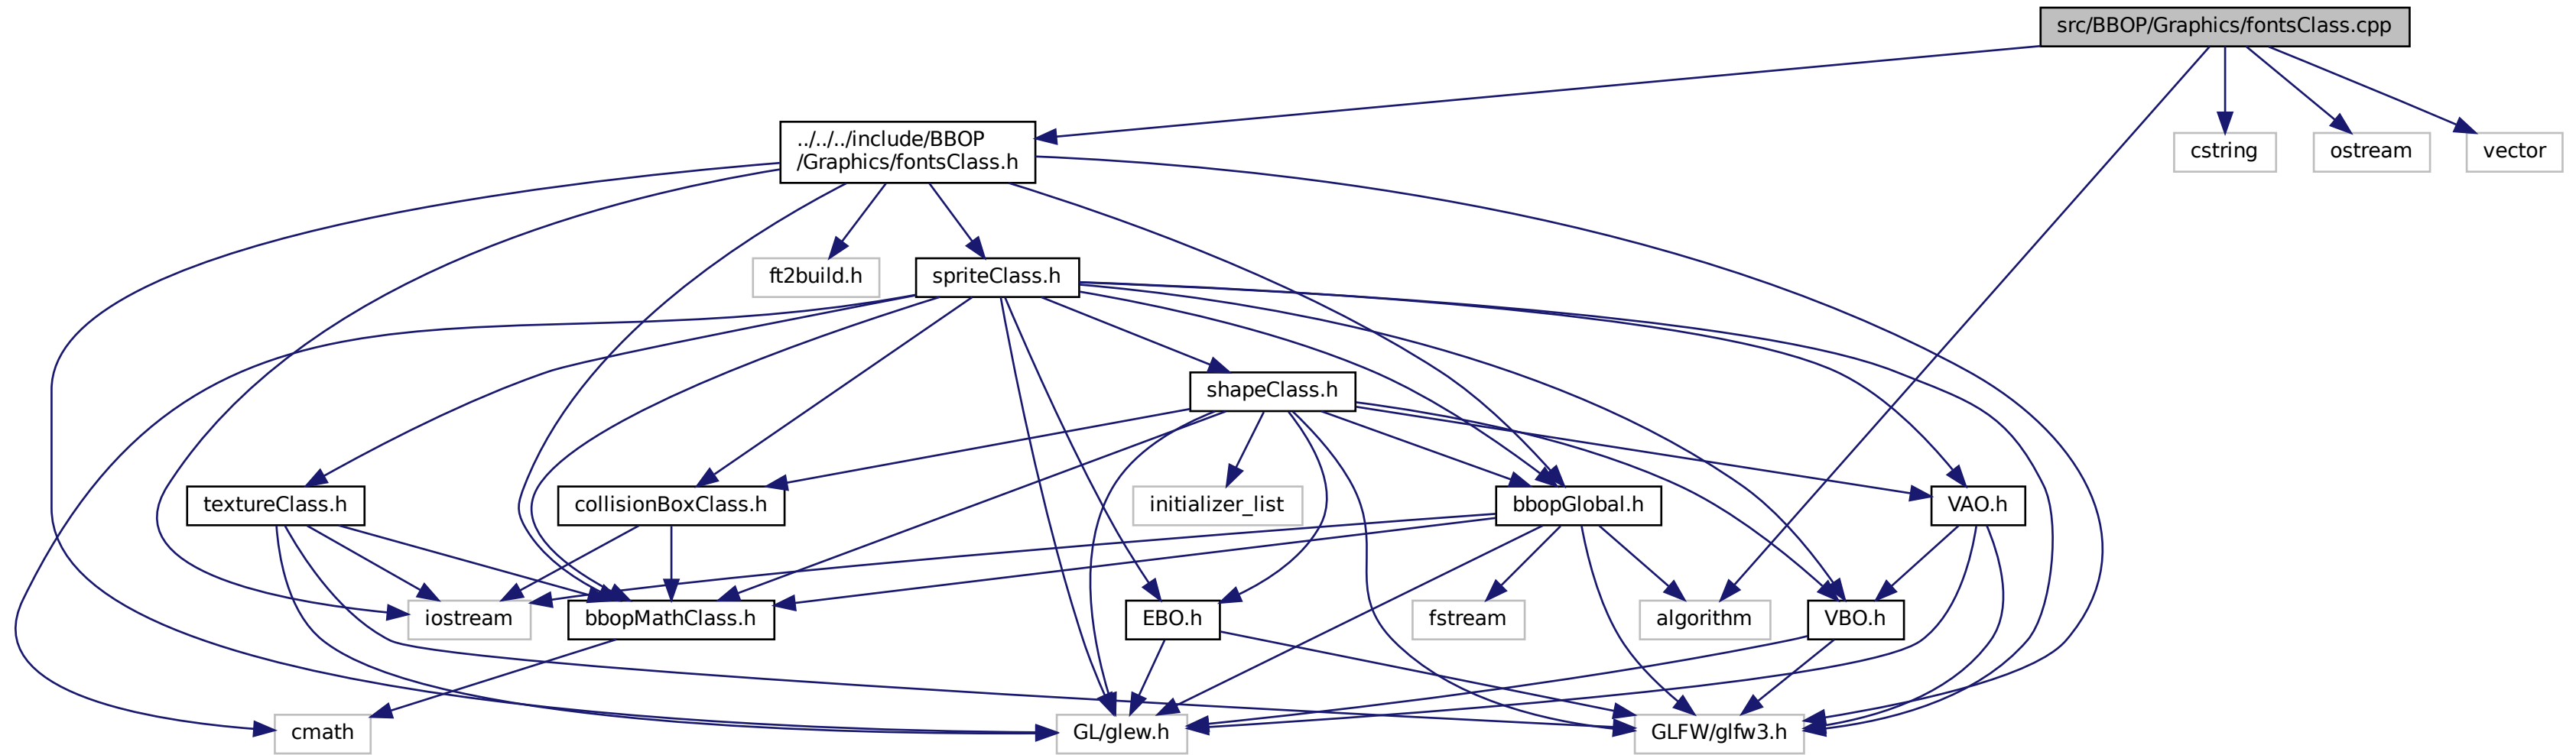 src/BBOP/Graphics/fontsClass.cpp
../../../include/BBOP
/Graphics/fontsClass.h
cstring
ostream
vector
ft2build.h
spriteClass.h
shapeClass.h
textureClass.h
collisionBoxClass.h
initializer_list
bbopGlobal.h
VAO.h
iostream
bbopMathClass.h
EBO.h
fstream
algorithm
VBO.h
cmath
GL/glew.h
GLFW/glfw3.h